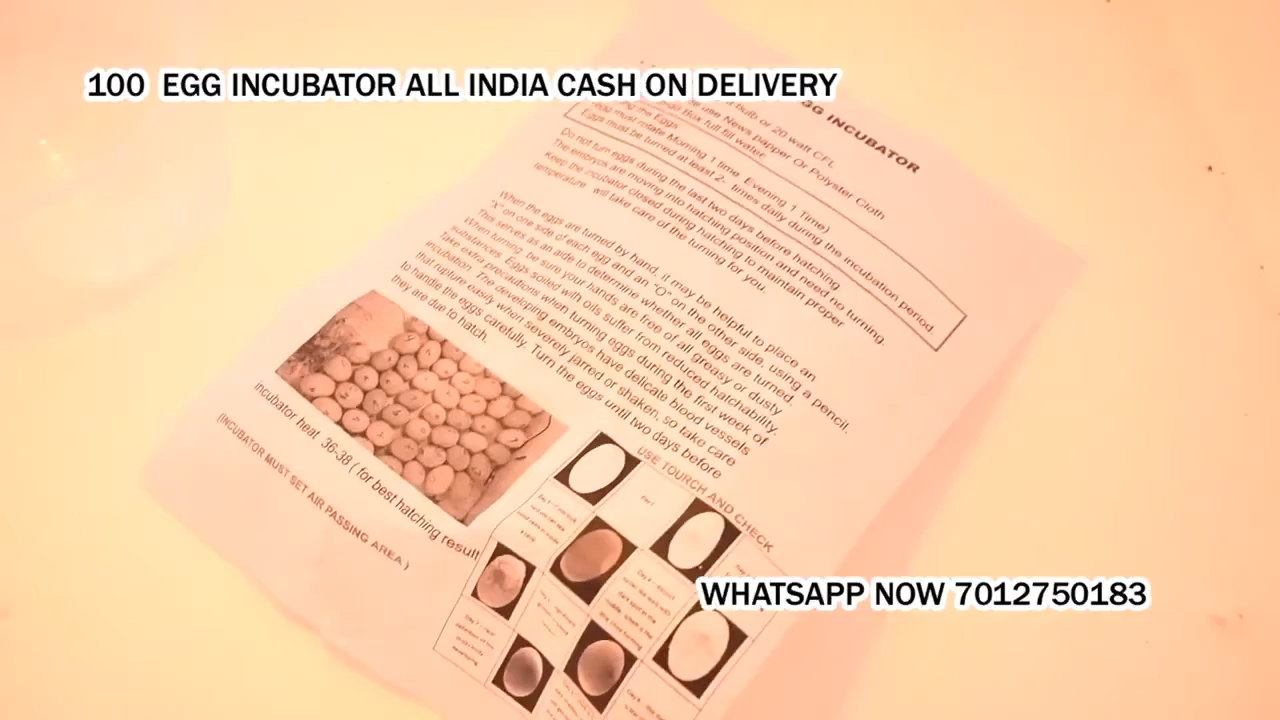 100 EGG INCUBATOR ALL INDIA CASH ON DELIVERY
GG INCUBATOR
bulb or 20 watt CFL
use News papper Or Polyster Cloth
Box full fill water
the Eggs
must rotate Morning 1 time Evening 1 Time)
Eggs must be turned at least 2- times daily during the incubation period.
Do not turn eggs during the last two days before hatching
The embryos are moving into hatching position and need no turning.
Keep the incubator closed during hatching to maintain proper
temperature will take care of the turning for you.
When the eggs are turned by hand, it may be helpful to place an
"X" on one side of each egg and an "O" on the other side, using a pencil.
This serves as an aide to determine whether all eggs are turned.
When turning, be sure your hands are free of all greasy or dusty
substances. Eggs soiled with oils suffer from reduced hatchability.
Take extra precautions when turning eggs during the first week of
incubation. The developing embryos have delicate blood vessels
that rupture easily when severely jarred or shaken, so take care
to handle the eggs carefully. Turn the eggs until two days before
they are due to hatch.
incubator heat 36-38 ( for best hatching result
(INCUBATOR MUST SET AIR PASSING AREA )
USE TOURCH AND CHECK
WHATSAPP NOW 7012750183